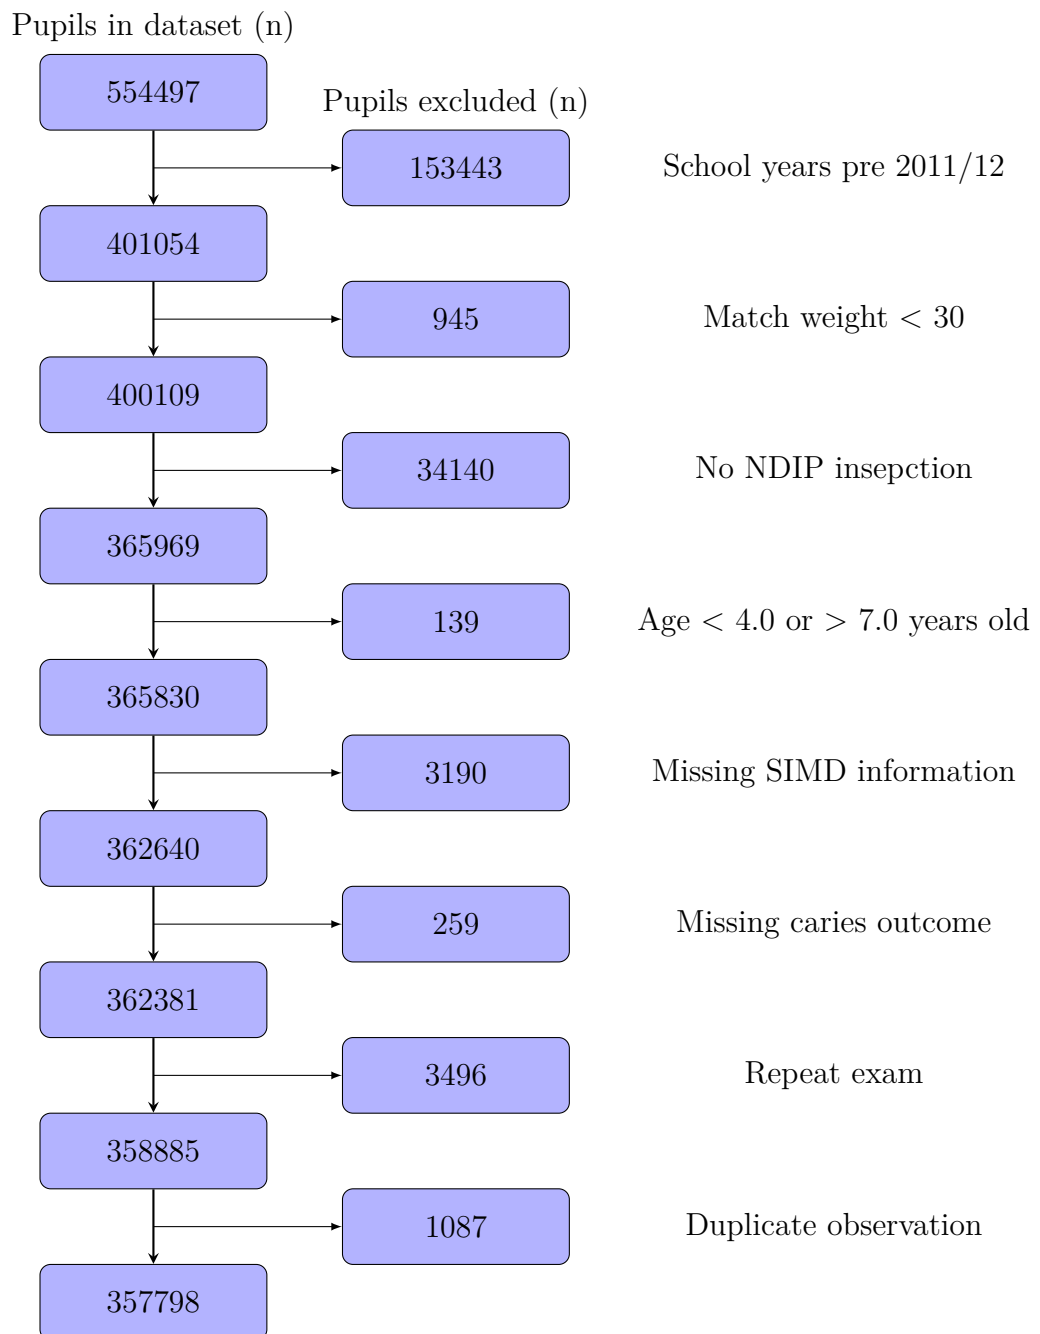 Pupils in dataset (n)
554497
Pupils excluded (n)
153443
School years pre 2011/12
401054
945
Match weight < 30
400109
34140
No NDIP insepction
365969
139
Age < 4.0 or > 7.0 years old
365830
3190
Missing SIMD information
362640
259
Missing caries outcome
362381
3496
Repeat exam
358885
1087
Duplicate observation
357798